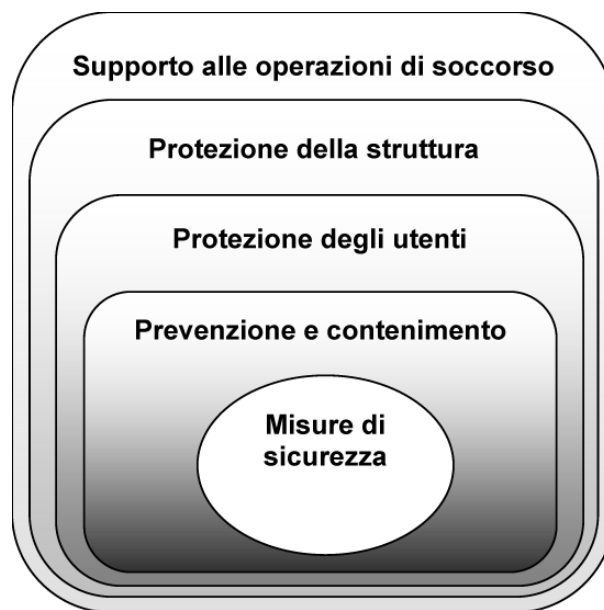 Supporto alle operazioni di soccorso
Protezione della struttura
Protezione degli utenti
Prevenzione e contenimento
Misure di
sicurezza